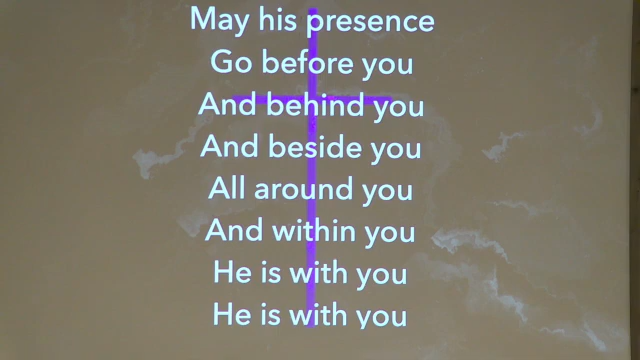 May his presence
Go before you
And behind you
And beside you
All around you
And within you
He is with you
He is with you